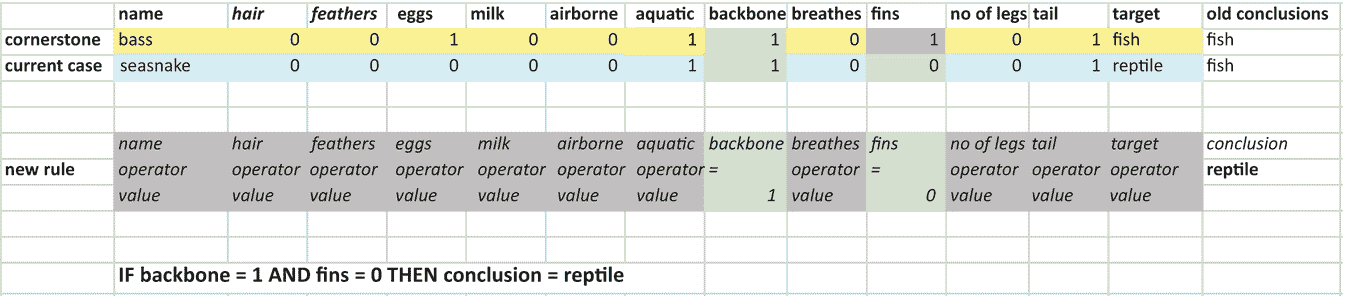 name hair feathers eggs milk airborne aquatic backbone breathes fins no of legs tail target old conclusions
cornerstone bass 0 0 1 0 0 1 1 0 1 0 1 fish fish
current case seasnake 0 0 0 0 0 1 1 0 0 0 1 reptile fish
name hair feathers eggs milk airborne aquatic backbone breathes fins no of legs tail target conclusion
new rule operator operator operator operator operator operator operator = operator = operator operator operator reptile
value value value value value value value 1 value 0 value value value
IF backbone = 1 AND fins = 0 THEN conclusion = reptile